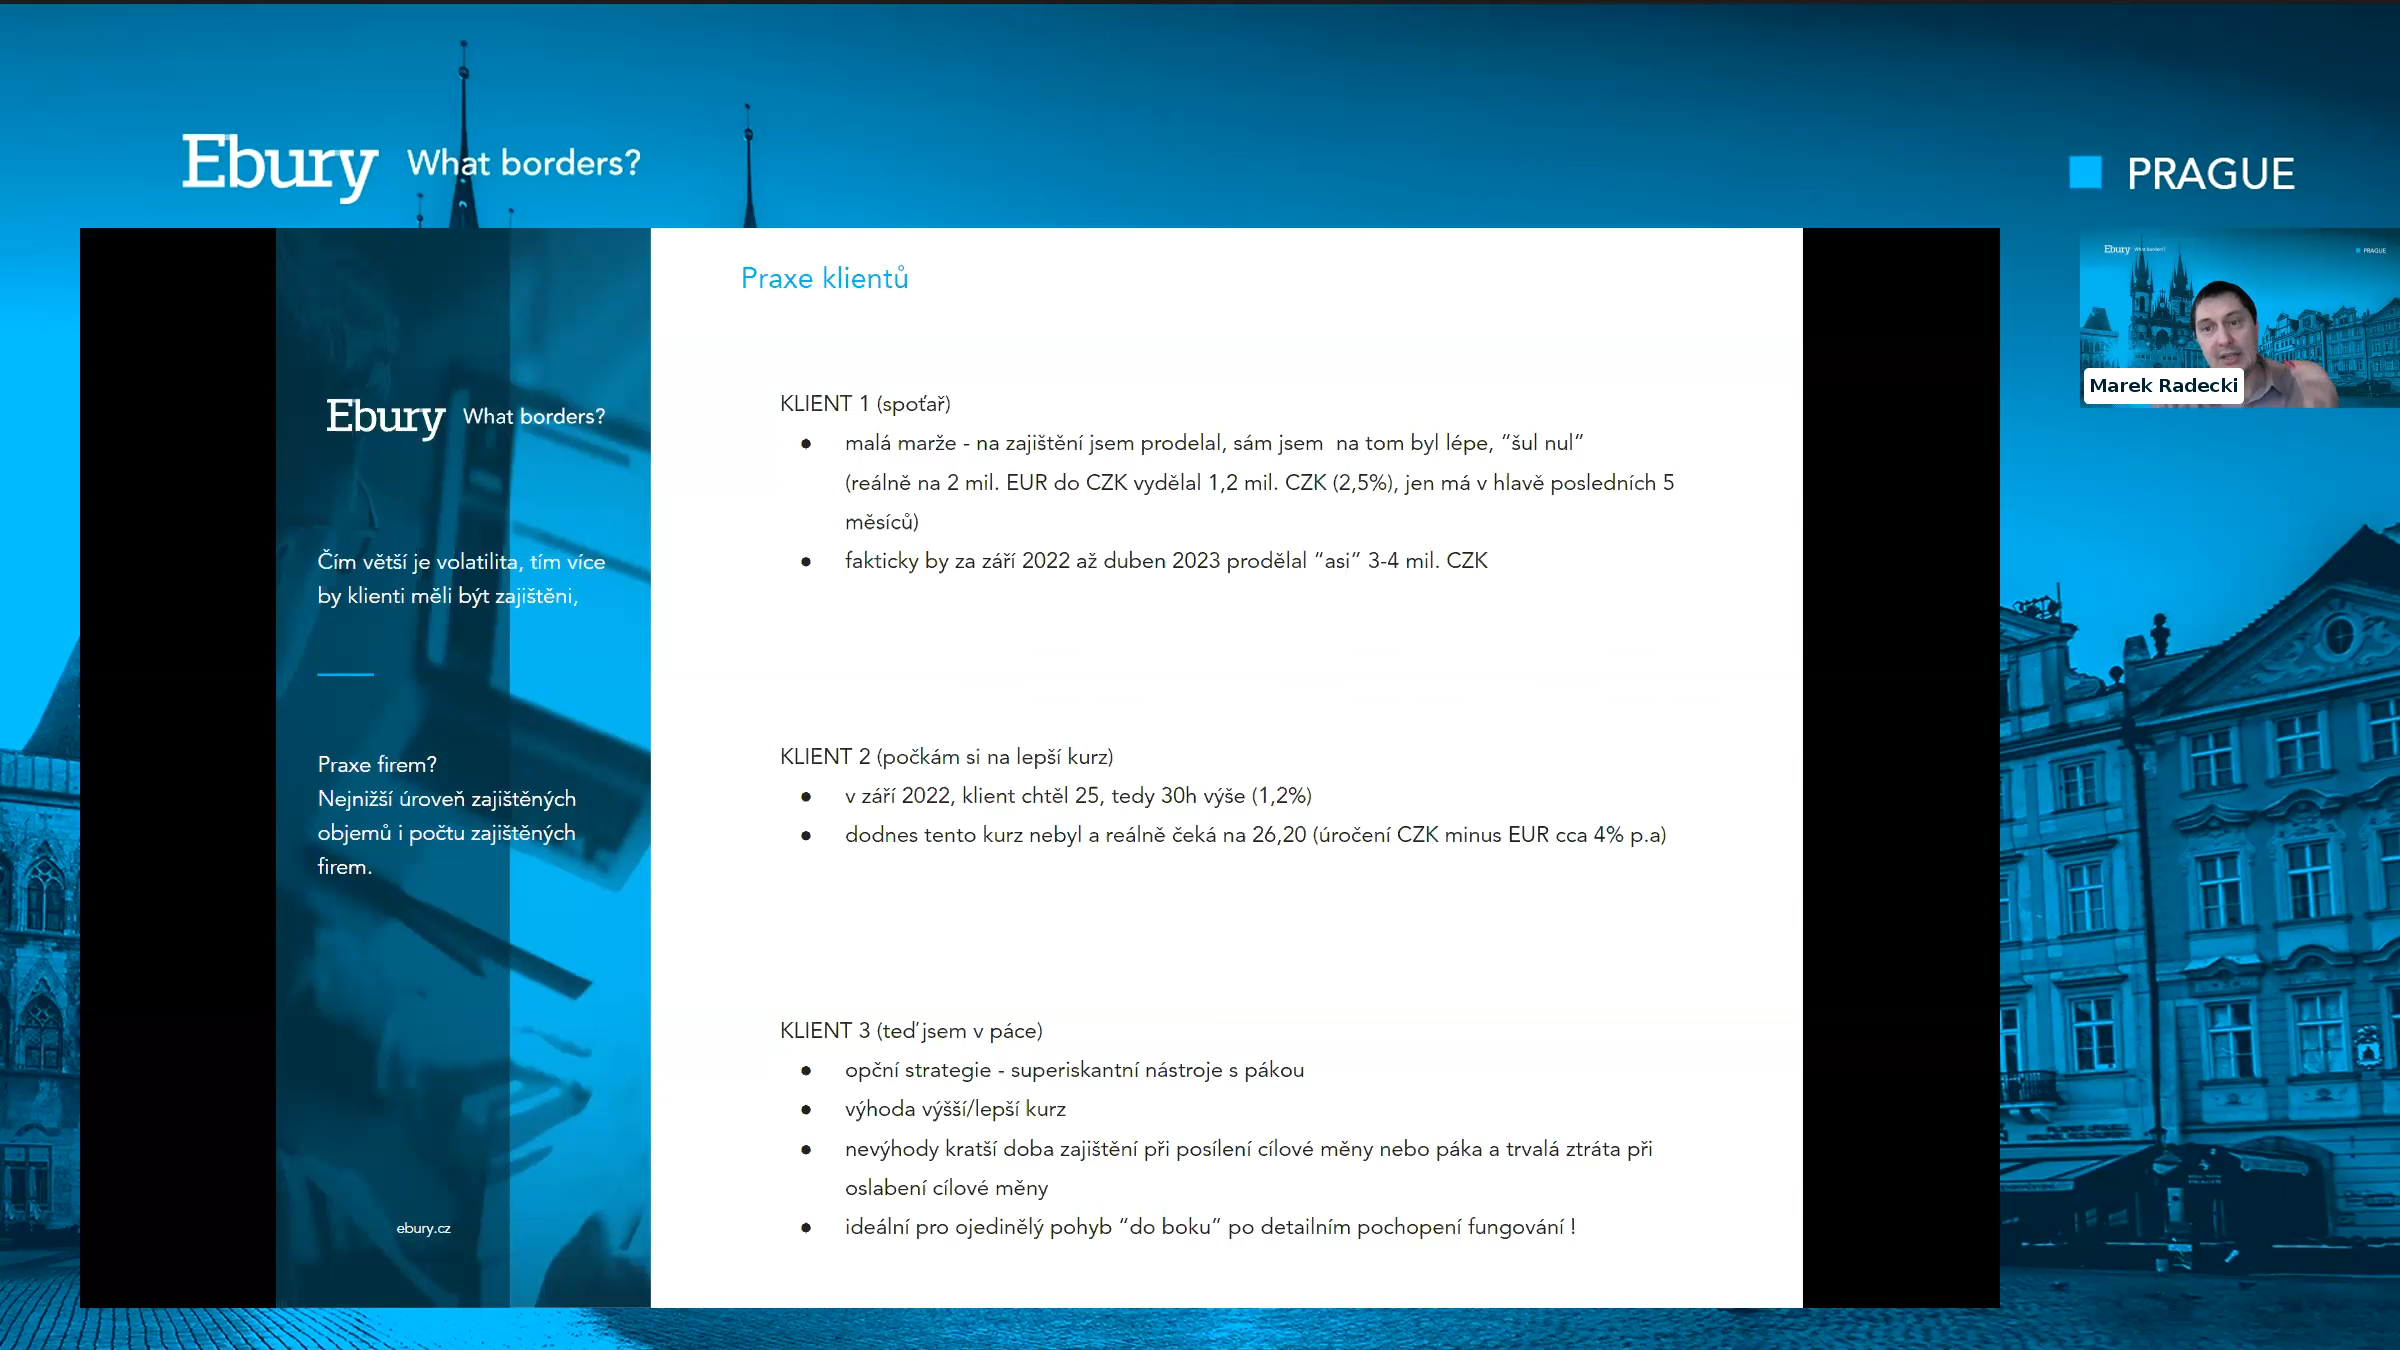 Ebury What borders?
PRAGUE
Ebury What borders?
PRAGUE
Marek Radecki
Ebury What borders?
Čím větší je volatilita, tím více
by klienti měli být zajištěni,
Praxe firem?
Nejnižší úroveň zajištěných
objemů i počtu zajištěných
firem.
ebury.cz
Praxe klientů
KLIENT 1 (spoťař)
● malá marže - na zajištění jsem prodelal, sám jsem na tom byl lépe, “šul nul”
(reálně na 2 mil. EUR do CZK vydělal 1,2 mil. CZK (2,5%), jen má v hlavě posledních 5
měsíců)
● fakticky by za září 2022 až duben 2023 prodělal “asi” 3-4 mil. CZK
KLIENT 2 (počkám si na lepší kurz)
● v září 2022, klient chtěl 25, tedy 30h výše (1,2%)
● dodnes tento kurz nebyl a reálně čeká na 26,20 (úročení CZK minus EUR cca 4% p.a)
KLIENT 3 (teď jsem v páce)
● opční strategie - superiskantní nástroje s pákou
● výhoda výšší/lepší kurz
● nevýhody kratší doba zajištění při posílení cílové měny nebo páka a trvalá ztráta při
oslabení cílové měny
● ideální pro ojedinělý pohyb “do boku” po detailním pochopení fungování !